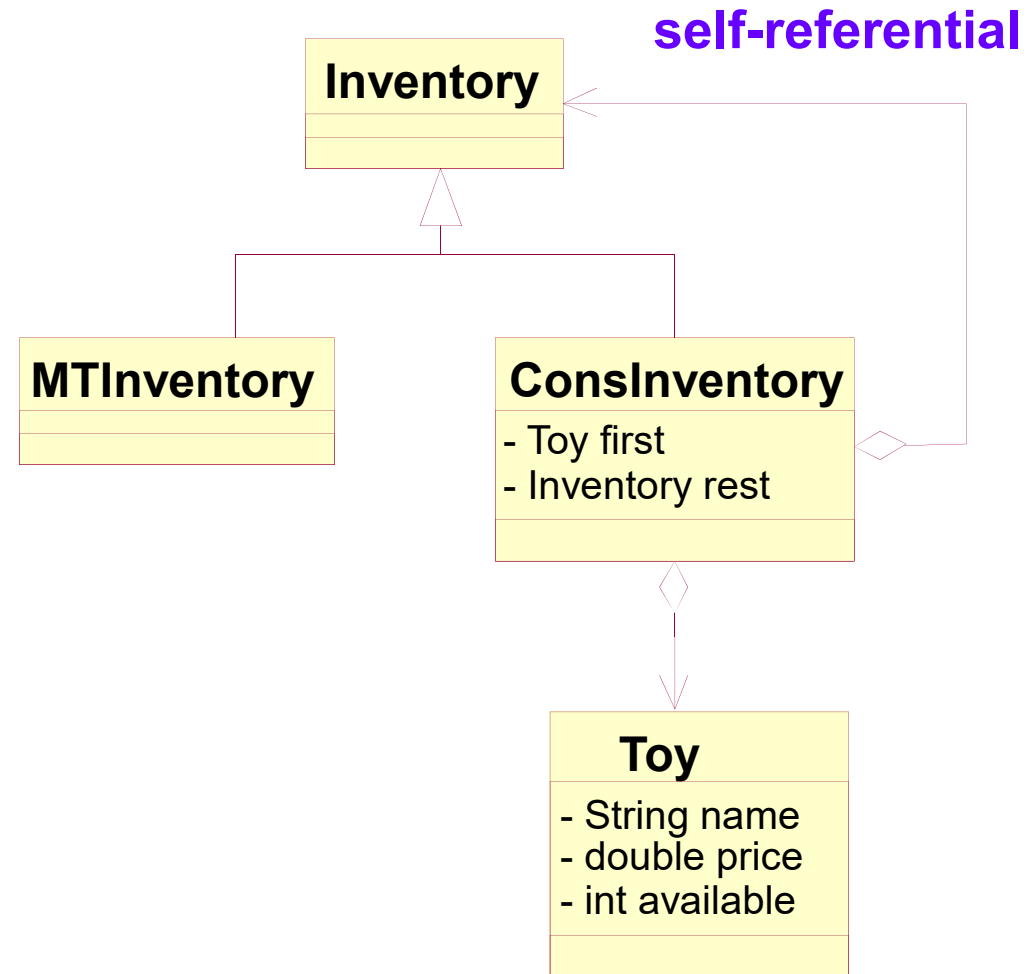 self-referential
Inventory
MTInventory
ConsInventory
- Toy first
- Inventory rest
Toy
- String name
- double price
- int available